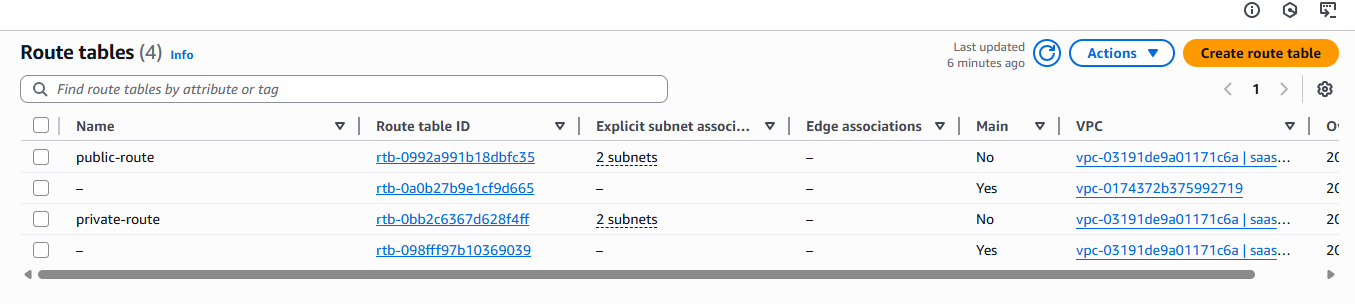 Route tables (4) Info
Last updated
6 minutes ago
Actions
Create route table
Find route tables by attribute or tag
1
Name Route table ID Explicit subnet associ... Edge associations Main VPC Ov
public-route rtb-0992a991b18dbfc35 2 subnets – No vpc-03191de9a01171c6a | saas... 20
– rtb-0a0b27b9e1cf9d665 – – Yes vpc-0174372b375992719 20
private-route rtb-0bb2c6367d628f4ff 2 subnets – No vpc-03191de9a01171c6a | saas... 20
– rtb-098fff97b10369039 – – Yes vpc-03191de9a01171c6a | saas... 20